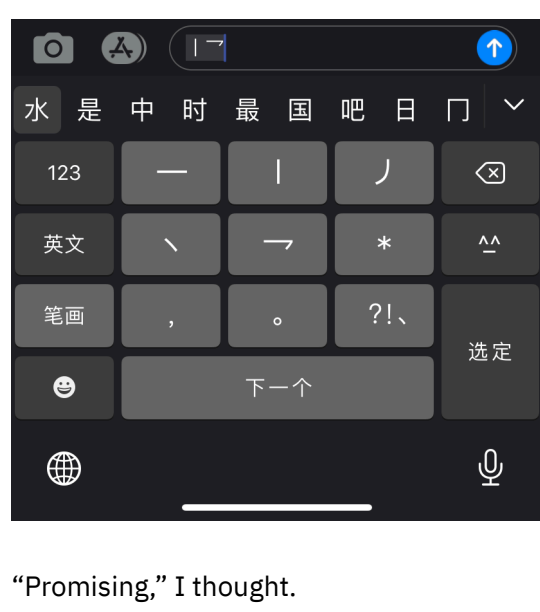 丨乛
水 是 中 时 最 国 吧 日 冂
123 一 丨 丿
英文 丶 乛 * ^_^
笔画 , 。 ?!、
选定
下一个
“Promising,” I thought.